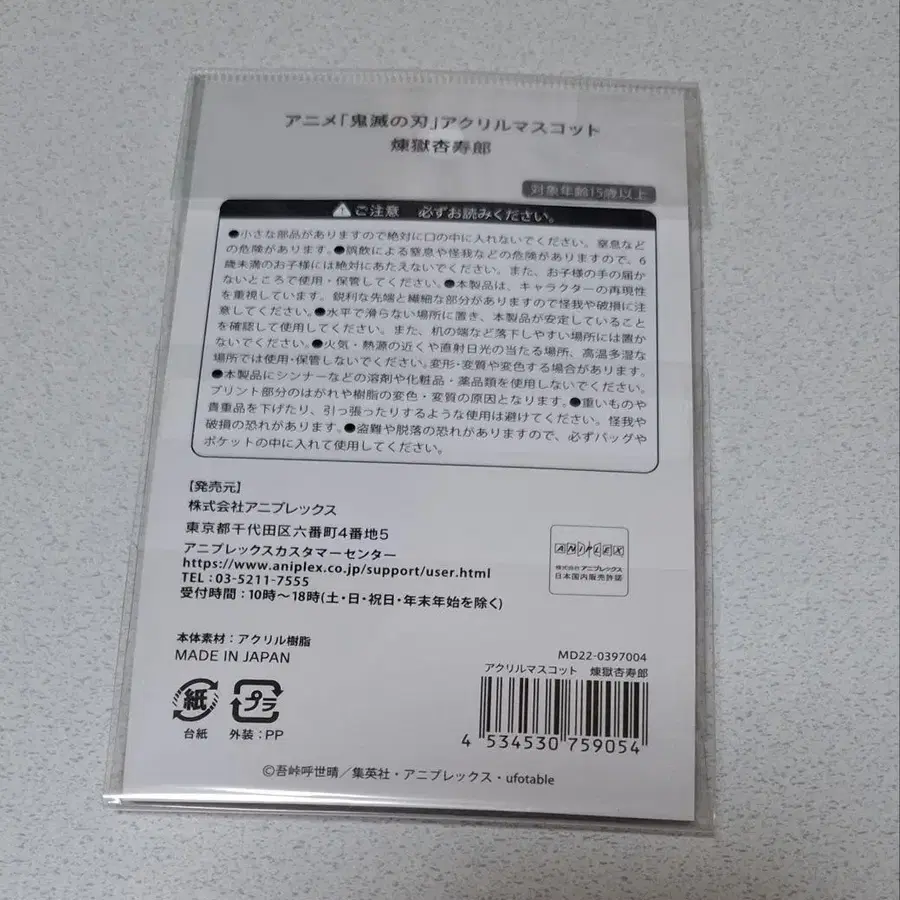 アニメ「鬼滅の刃」アクリルマスコット
煉獄杏寿郎
対象年齢15歳以上
ご注意 必ずお読みください。
●小さな部品がありますので絶対に口の中に入れないでください。窒息など
の危険があります。●誤飲による窒息や怪我などの危険がありますので。6
歳未満のお子様には絶対にあたえないでください。また、お子様の手の届か
ないところで使用・保管してください。●本製品は、キャラクターの再現性
を重視しています。鋭利な先端と繊細な部分がありますので怪我や破損に注
意してください。●水平で滑らない場所に置き、本製品が安定していること
を確認して使用してください。また、机の端など落下しやすい場所には置か
ないでください。●火気・熱源の近くや直射日光の当たる場所、高温多湿な
場所では使用・保管しないでください。変形・変質や変色する場合があります。
●本製品にシンナーなどの溶剤や化粧品・薬品類を使用しないでください。
プリント部分のはがれや樹脂の変色・変質の原因となります。●重いものや
貴重品を下げたり、引っ張ったりするような使用は避けてください。怪我や
破損の恐れがあります。●盗難や脱落の恐れがありますので、必ずバッグや
ポケットの中に入れて使用してください。
【発売元】
株式会社アニプレックス
東京都千代田区六番町4番地5
アニプレックスカスタマーセンター
https://www.aniplex.co.jp/support/user.html
TEL:03-5211-7555
受付時間:10時〜18時(土・日・祝日・年末年始を除く)
ANIPLEX
株式会社アニプレックス
日本国内販売許諾
本体素材:アクリル樹脂
MADE IN JAPAN
MD22-0397004
アクリルマスコット 煉獄杏寿郎
紙
プラ
台紙
外装:PP
4 534530 759054
©吾峠呼世晴/集英社・アニプレックス・ufotable